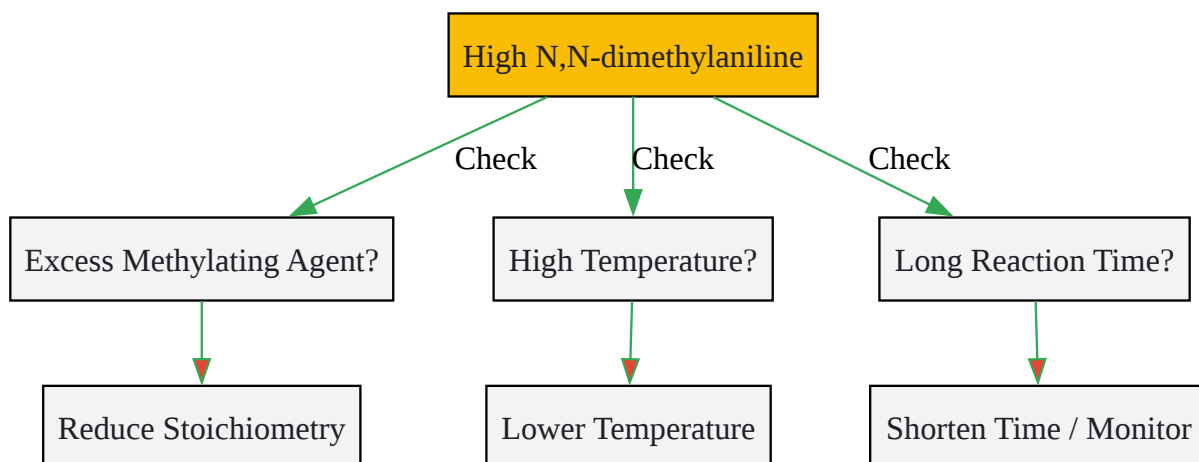 High N,N-dimethylaniline
Check
Check
Check
Excess Methylating Agent?
High Temperature?
Long Reaction Time?
Reduce Stoichiometry
Lower Temperature
Shorten Time / Monitor